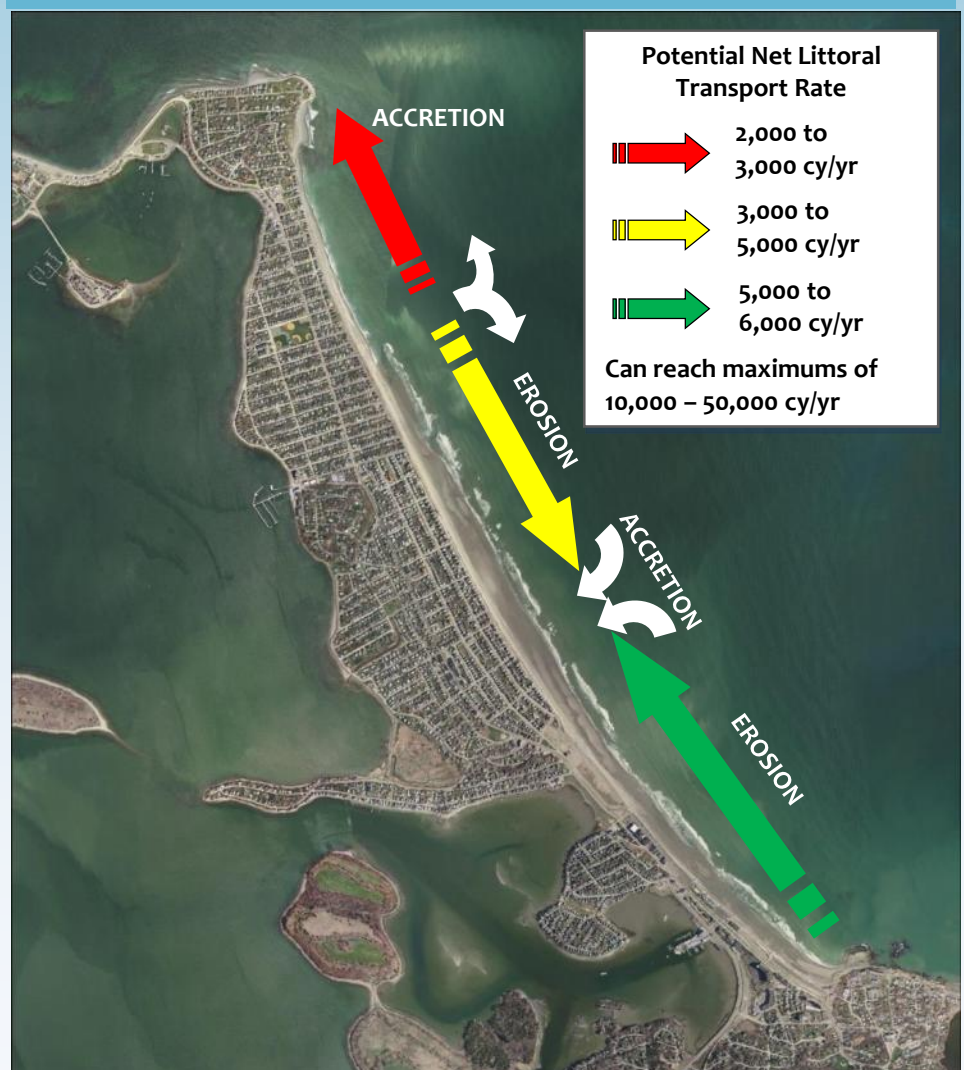 Potential Net Littoral
Transport Rate
2,000 to
3,000 cy/yr
3,000 to
5,000 cy/yr
5,000 to
6,000 cy/yr
Can reach maximums of
10,000 – 50,000 cy/yr
ACCRETION
EROSION
ACCRETION
EROSION